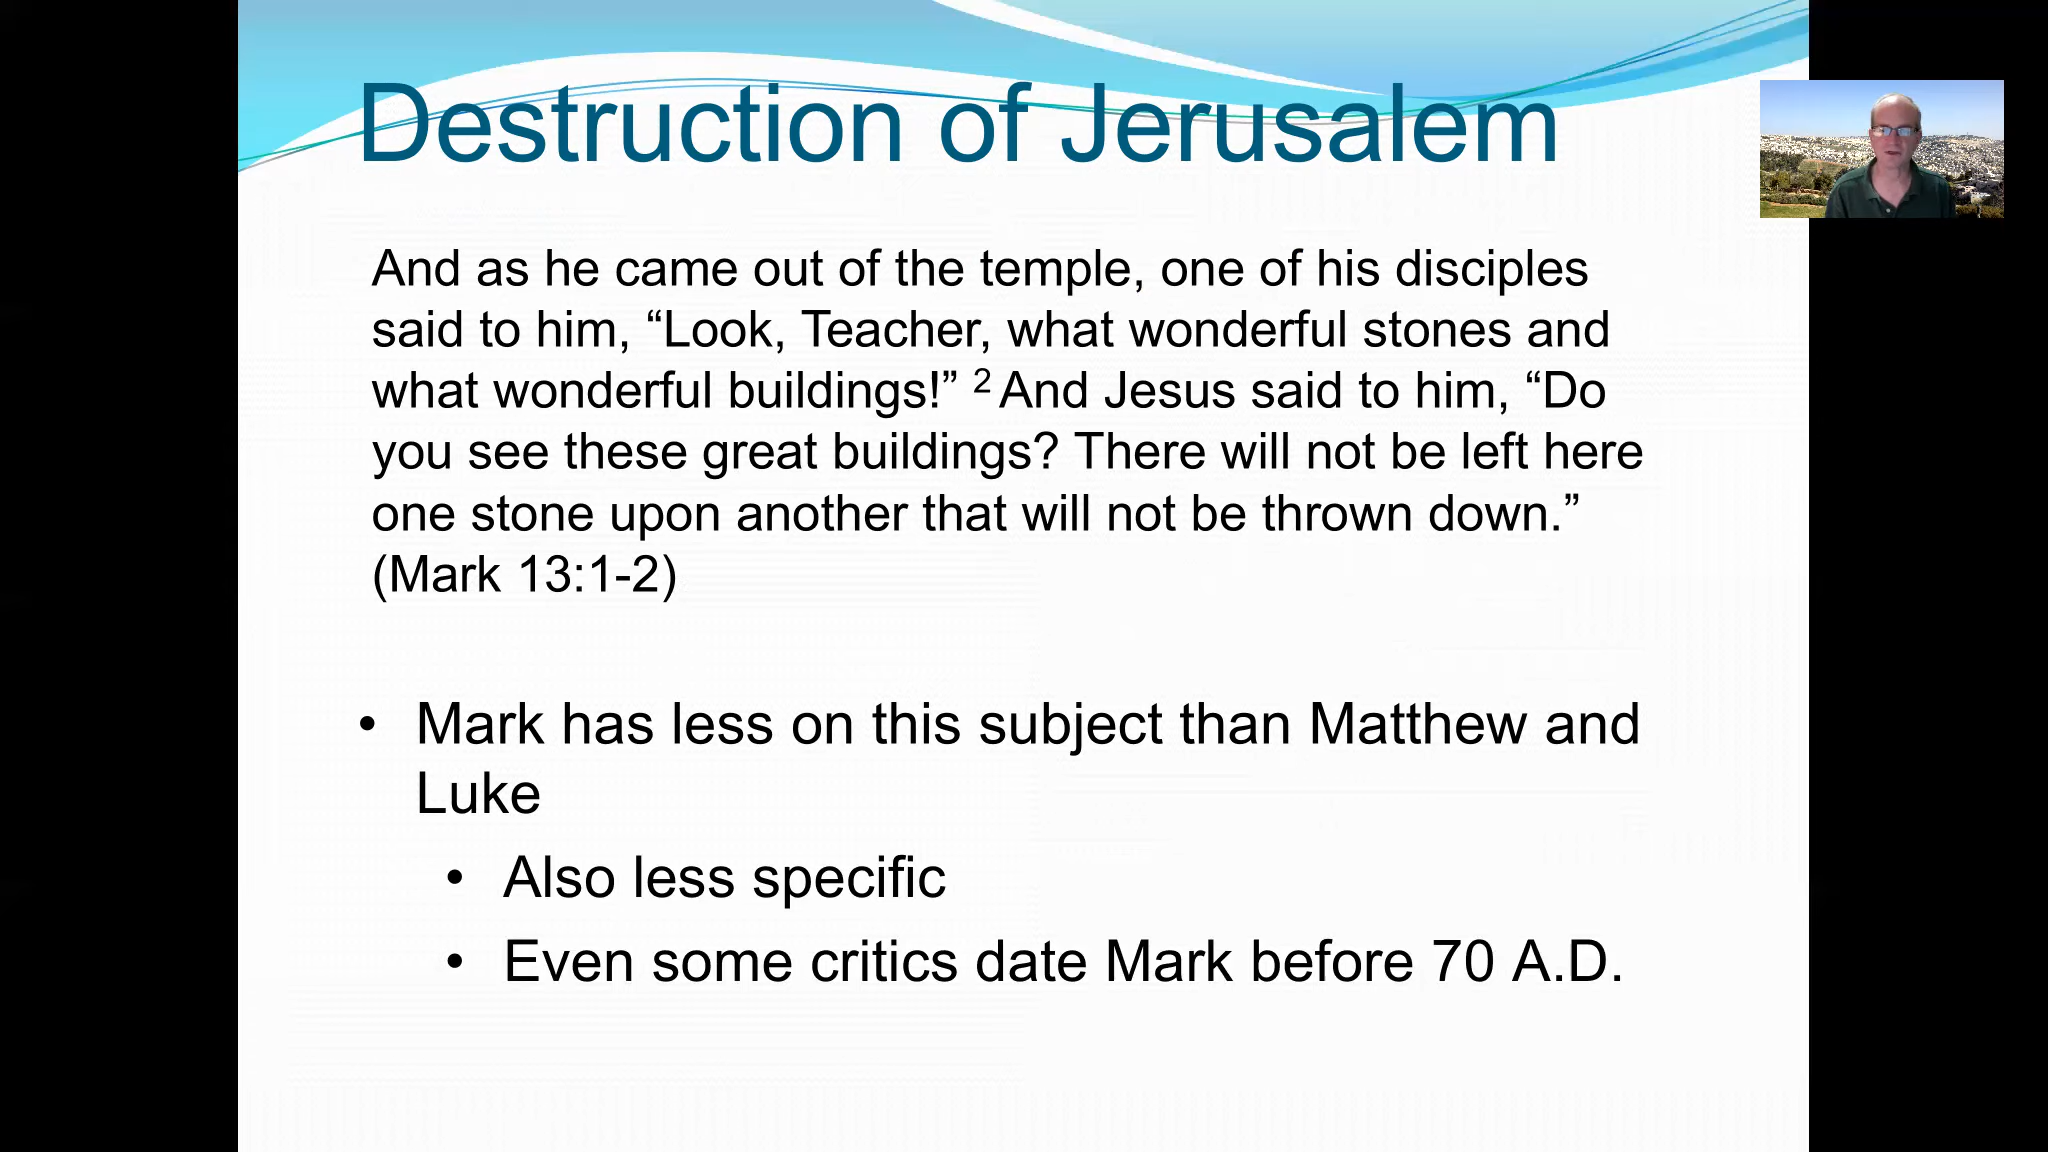 Destruction of Jerusalem
And as he came out of the temple, one of his disciples
said to him, “Look, Teacher, what wonderful stones and
what wonderful buildings!” ² And Jesus said to him, “Do
you see these great buildings? There will not be left here
one stone upon another that will not be thrown down.”
(Mark 13:1-2)
• Mark has less on this subject than Matthew and
Luke
• Also less specific
• Even some critics date Mark before 70 A.D.